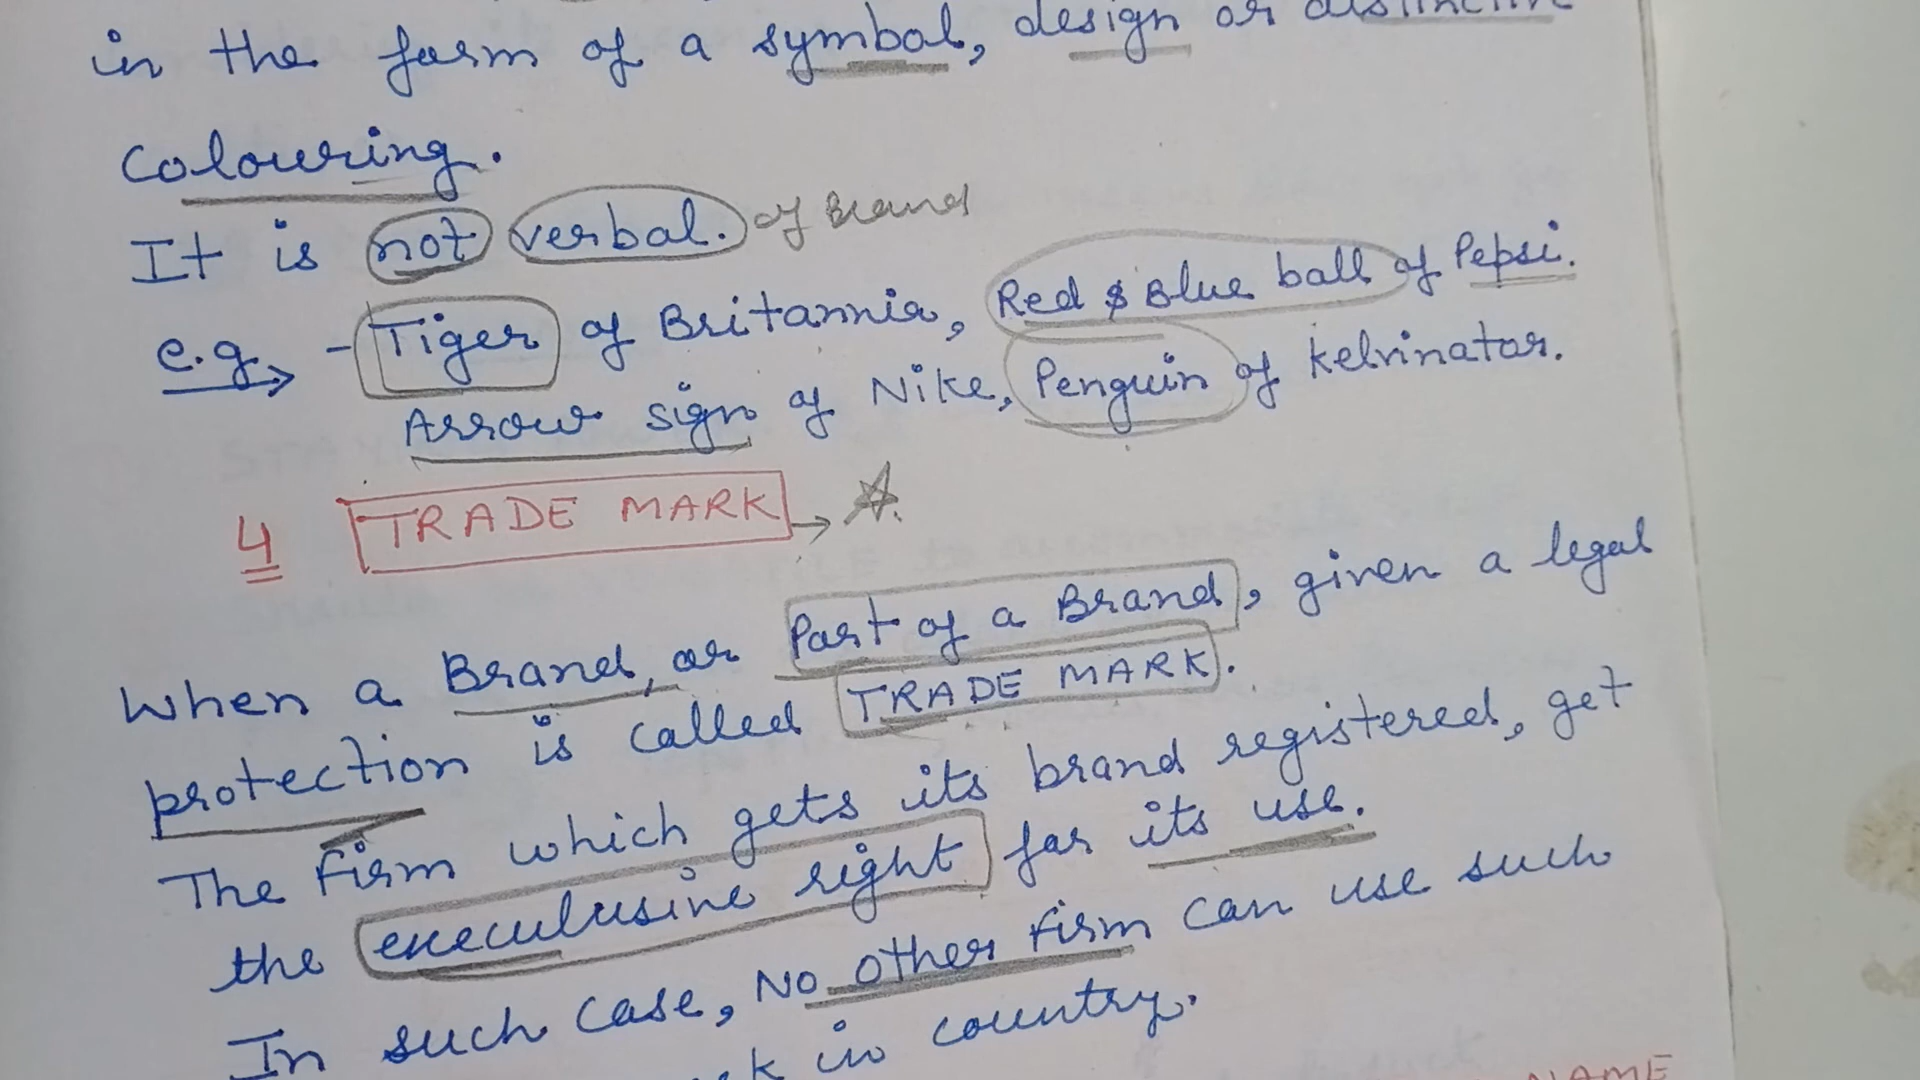 in the form of a symbol, design or distinctive
Colouring.
It is not verbal. of Brand
e.g. → - Tiger of Britannia, Red & Blue ball of Pepsi.
Arrow sign of Nike, Penguin of Kelvinator.
4 TRADE MARK →
When a Brand, or Part of a Brand, given a legal
protection is called TRADE MARK.
The Firm which gets its brand registered, get
the execulusive right for its use.
In such case, No other firm can use such
in country.
NAME